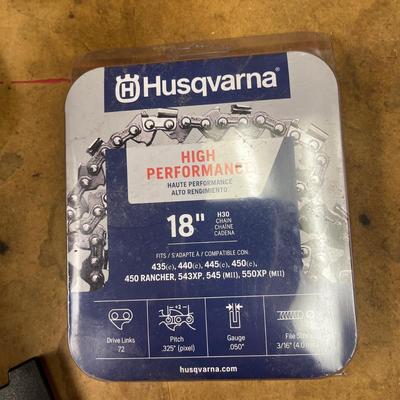 H Husqvarna
HIGH
PERFORMANCE
HAUTE PERFORMANCE
ALTO RENDIMIENTO
18"
H30
CHAIN
CHAÎNE
CADENA
FITS / S'ADAPTE À / COMPATIBLE CON:
435(e), 440(e), 445(e), 450(e),
450 RANCHER, 543XP, 545 (MII), 550XP (MII)
÷2
Drive Links
72
Pitch
.325" (pixel)
Gauge
.050"
File Size
3/16"
husqvarna.com